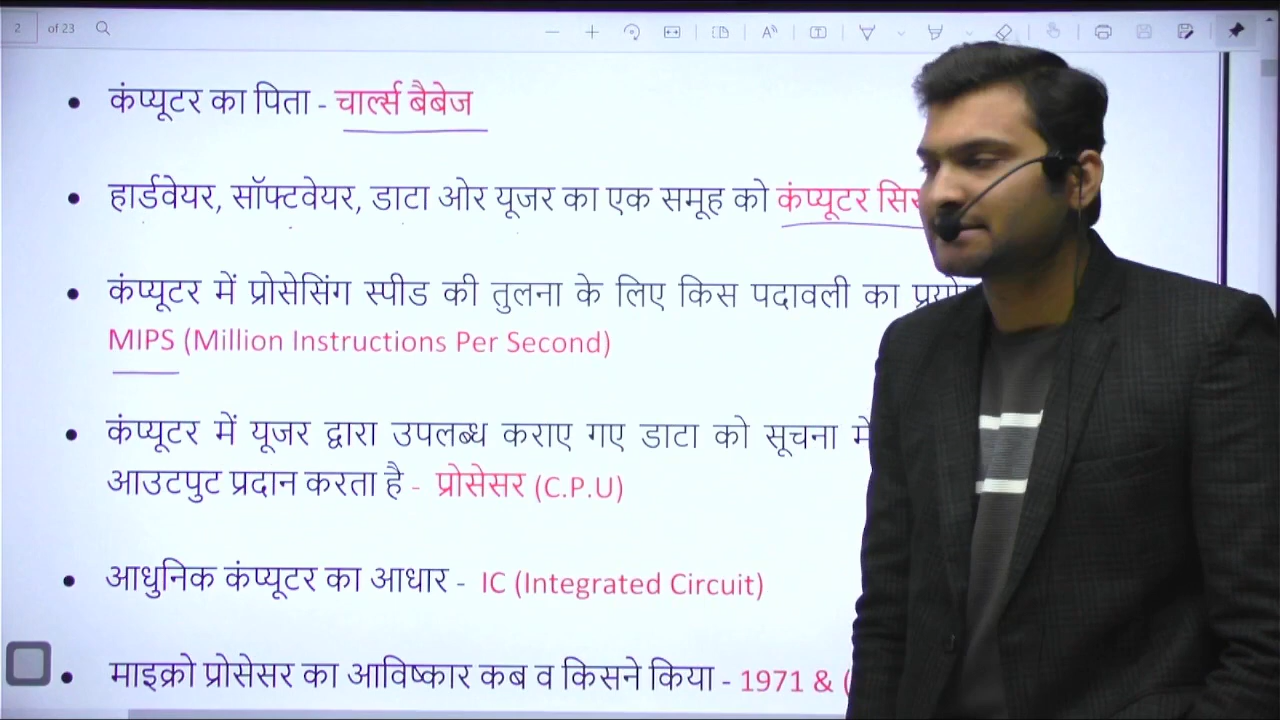 2 of 23
कंप्यूटर का पिता - चार्ल्स बैबेज
हार्डवेयर, सॉफ्टवेयर, डाटा ओर यूजर का एक समूह को कंप्यूटर
कंप्यूटर में प्रोसेसिंग स्पीड की तुलना के लिए किस पदावली का
MIPS (Million Instructions Per Second)
कंप्यूटर में यूजर द्वारा उपलब्ध कराए गए डाटा को सूचना में
आउटपुट प्रदान करता है - प्रोसेसर (C.P.U)
आधुनिक कंप्यूटर का आधार - IC (Integrated Circuit)
माइक्रो प्रोसेसर का आविष्कार कब व किसने किया - 1971 & (